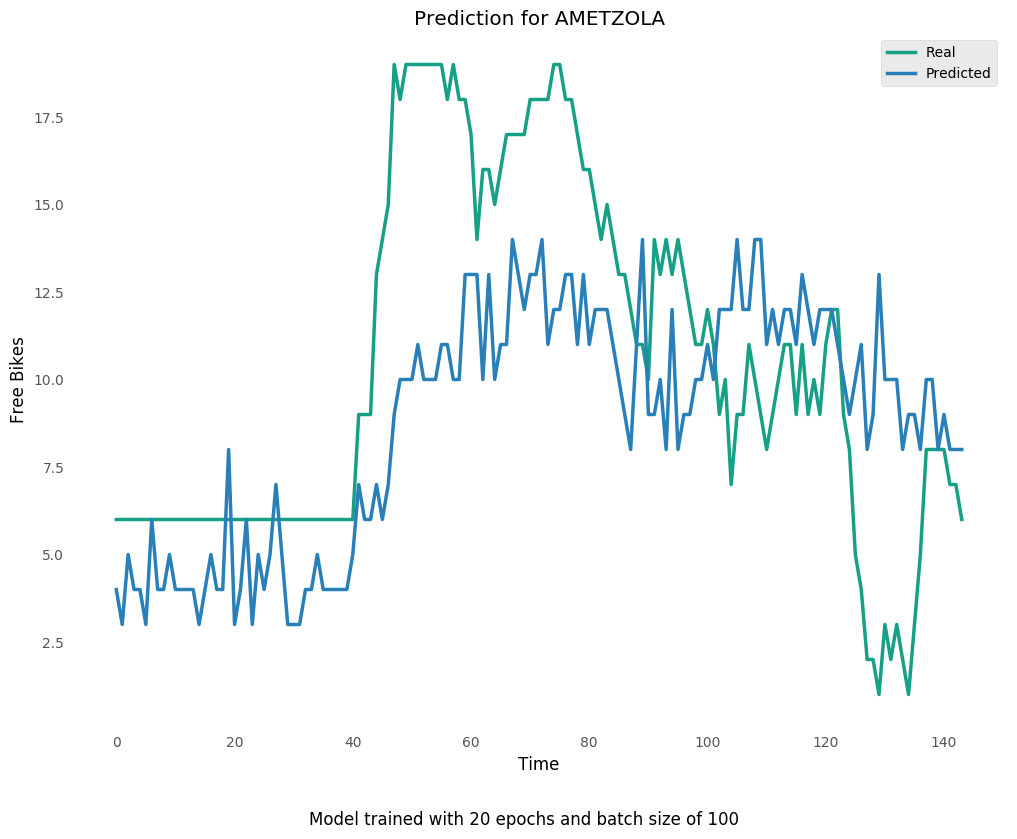 Prediction for AMETZOLA
Real
Predicted
Free Bikes
17.5
15.0
12.5
10.0
7.5
5.0
2.5
0 20 40 60 80 100 120 140
Time
Model trained with 20 epochs and batch size of 100